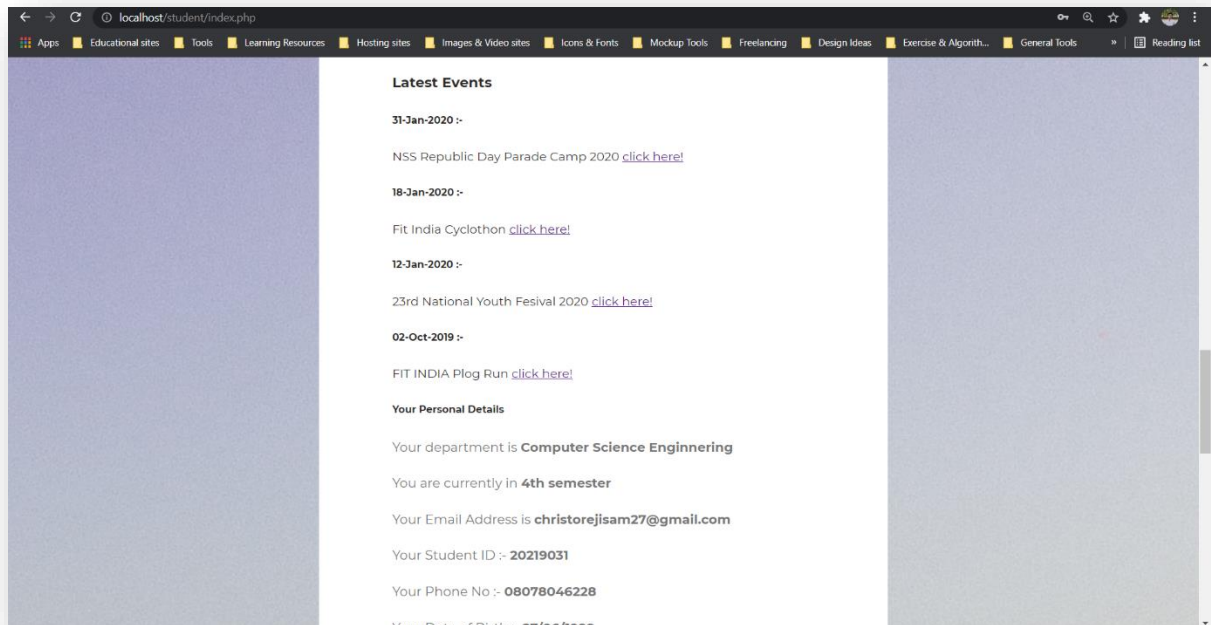 localhost/student/index.php
Apps Educational sites Tools Learning Resources Hosting sites Images & Video sites Icons & Fonts Mockup Tools Freelancing Design Ideas Exercise & Algorith... General Tools » Reading list
Latest Events
31-Jan-2020 :-
NSS Republic Day Parade Camp 2020 click here!
18-Jan-2020 :-
Fit India Cyclothon click here!
12-Jan-2020 :-
23rd National Youth Fesival 2020 click here!
02-Oct-2019 :-
FIT INDIA Plog Run click here!
Your Personal Details
Your department is Computer Science Enginnering
You are currently in 4th semester
Your Email Address is christorejisam27@gmail.com
Your Student ID :- 20219031
Your Phone No :- 08078046228